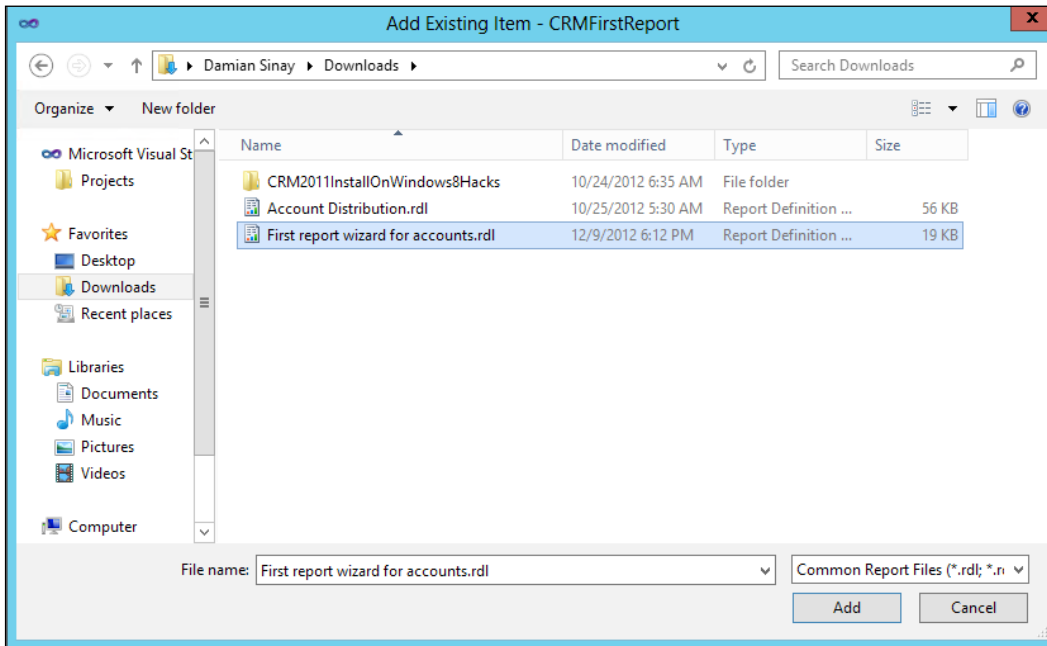 Add Existing Item - CRMFirstReport
x
Damian Sinay Downloads
Search Downloads
Organize New folder
Name Date modified Type Size
Microsoft Visual St
Projects
Favorites
Desktop
Downloads
Recent places
Libraries
Documents
Music
Pictures
Videos
Computer
CRM2011InstallOnWindows8Hacks 10/24/2012 6:35 AM File folder
Account Distribution.rdl 10/25/2012 5:30 AM Report Definition ... 56 KB
First report wizard for accounts.rdl 12/9/2012 6:12 PM Report Definition ... 19 KB
File name: First report wizard for accounts.rdl
Common Report Files (*.rdl; *.r
Add Cancel